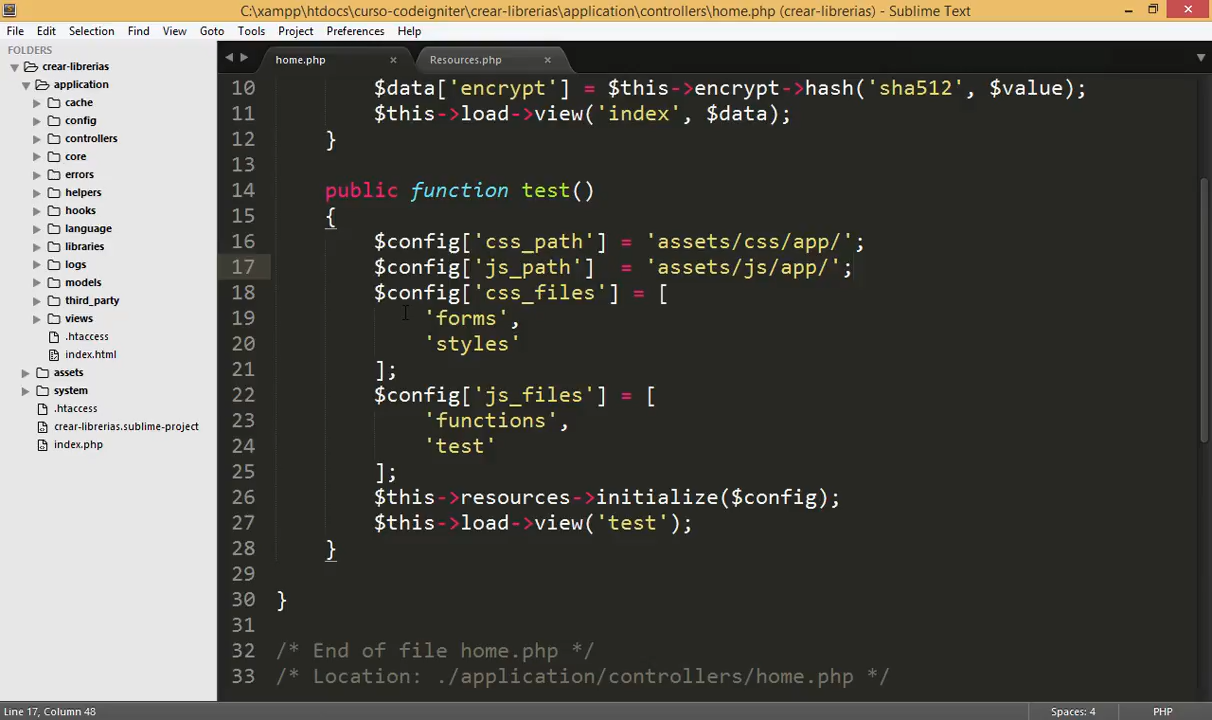 C:\xampp\htdocs\curso-codeigniter\crear-librerias\application\controllers\home.php (crear-librerias) - Sublime Text
File Edit Selection Find View Goto Tools Project Preferences Help
FOLDERS
crear-librerias
application
cache
config
controllers
core
errors
helpers
hooks
language
libraries
logs
models
third_party
views
.htaccess
index.html
assets
system
.htaccess
crear-librerias.sublime-project
index.php
home.php × Resources.php ×
10 $data['encrypt'] = $this->encrypt->hash('sha512', $value);
11 $this->load->view('index', $data);
12 }
13
14 public function test()
15 {
16 $config['css_path'] = 'assets/css/app/';
17 $config['js_path']  = 'assets/js/app/';
18 $config['css_files'] = [
19 'forms',
20 'styles'
21 ];
22 $config['js_files'] = [
23 'functions',
24 'test'
25 ];
26 $this->resources->initialize($config);
27 $this->load->view('test');
28 }
29
30 }
31
32 /* End of file home.php */
33 /* Location: ./application/controllers/home.php */
Line 17, Column 48 Spaces: 4 PHP